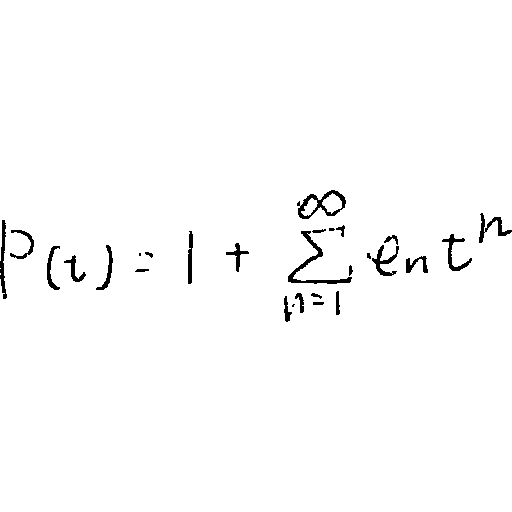 P(t) = 1 + \sum_{n=1}^{\infty} e_n t^n